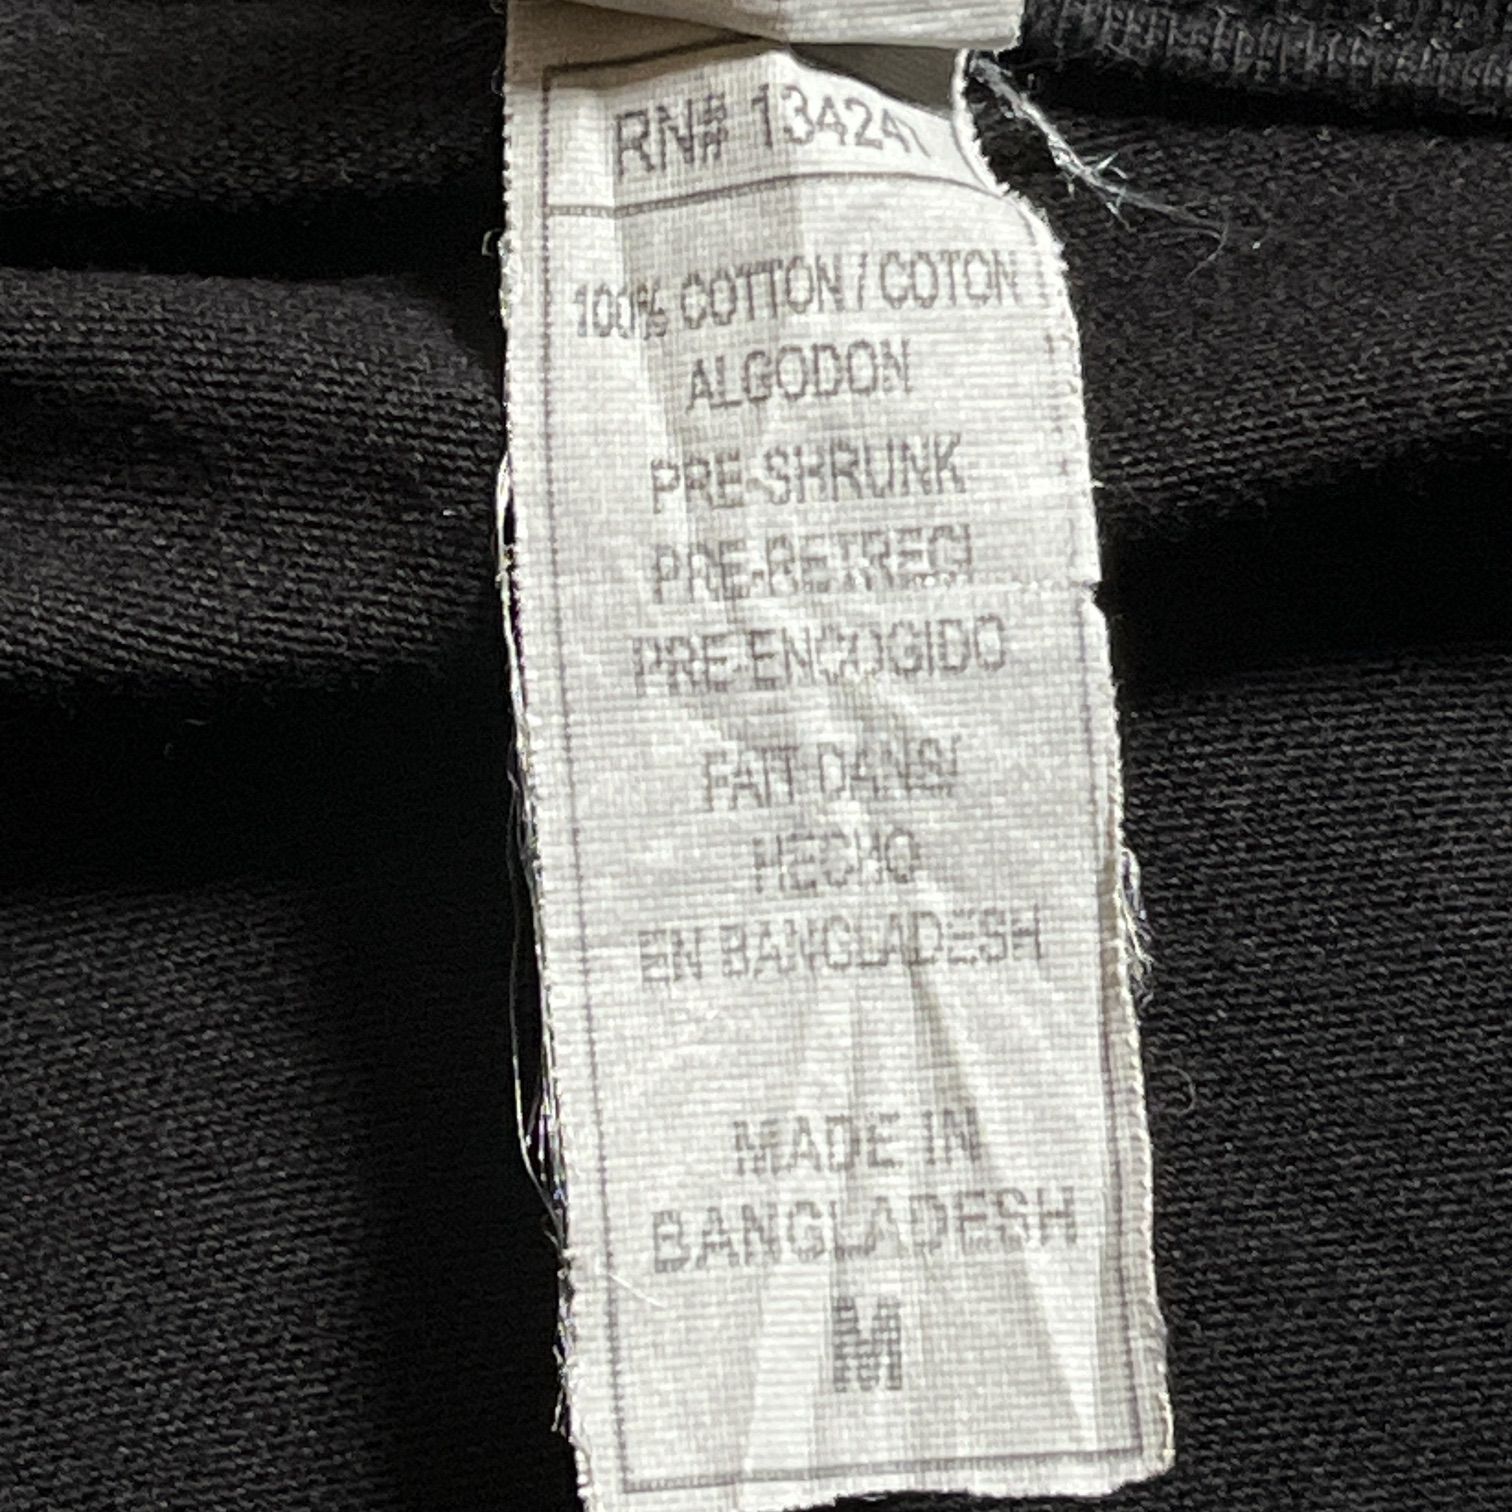 RN# 13424
100% COTTON / COTON
ALGODON
PRE-SHRUNK
PRE-RETRECI
PRE-ENCOGIDO
FAIT DANS/
HECHO
EN BANGLADESH
MADE IN
BANGLADESH
M